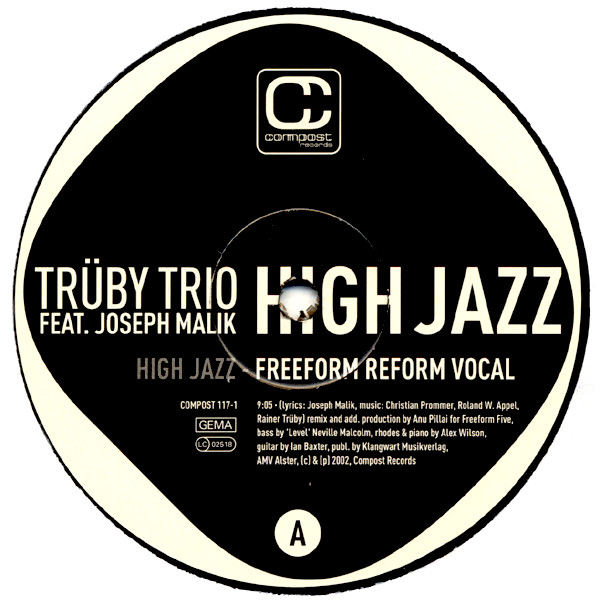 compost
records
TRÜBY TRIO
FEAT. JOSEPH MALIK
HIGH JAZZ
HIGH JAZZ - FREEFORM REFORM VOCAL
COMPOST 117-1
GEMA
LC 02518
9:05 • (lyrics: Joseph Malik, music: Christian Prommer, Roland W. Appel,
Rainer Trüby) remix and add. production by Anu Pillai for Freeform Five,
bass by 'Level' Neville Malcolm, rhodes & piano by Alex Wilson,
guitar by Ian Baxter, publ. by Klangwart Musikverlag,
AMV Alster, (c) & (p) 2002, Compost Records
A